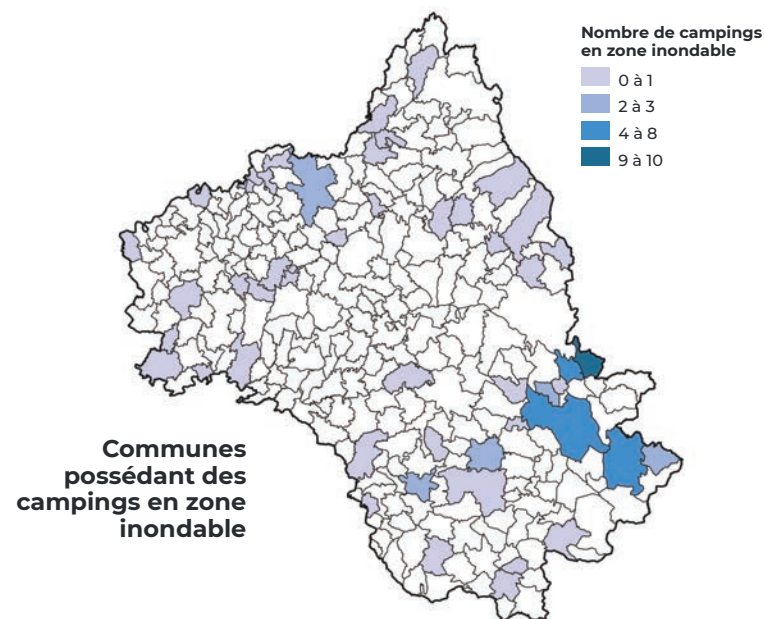 Nombre de campings
en zone inondable
0 à 1
2 à 3
4 à 8
9 à 10
Communes
possédant des
campings en zone
inondable